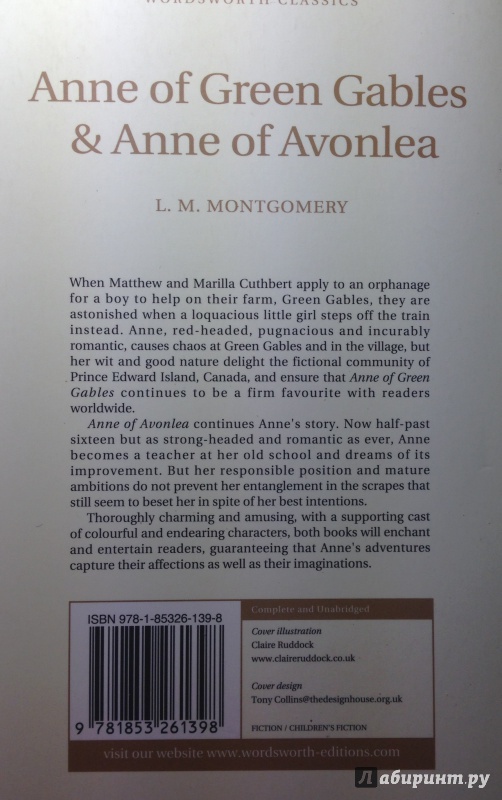 WORDSWORTH CLASSICS
Anne of Green Gables
& Anne of Avonlea
L. M. MONTGOMERY
When Matthew and Marilla Cuthbert apply to an orphanage
for a boy to help on their farm, Green Gables, they are
astonished when a loquacious little girl steps off the train
instead. Anne, red-headed, pugnacious and incurably
romantic, causes chaos at Green Gables and in the village, but
her wit and good nature delight the fictional community of
Prince Edward Island, Canada, and ensure that Anne of Green
Gables continues to be a firm favourite with readers
worldwide.
Anne of Avonlea continues Anne's story. Now half-past
sixteen but as strong-headed and romantic as ever, Anne
becomes a teacher at her old school and dreams of its
improvement. But her responsible position and mature
ambitions do not prevent her entanglement in the scrapes that
still seem to beset her in spite of her best intentions.
Thoroughly charming and amusing, with a supporting cast
of colourful and endearing characters, both books will enchant
and entertain readers, guaranteeing that Anne's adventures
capture their affections as well as their imaginations.
ISBN 978-1-85326-139-8
9 781853 261398
Complete and Unabridged
Cover illustration
Claire Ruddock
www.claireruddock.co.uk
Cover design
Tony Collins@thedesignhouse.org.uk
FICTION / CHILDREN'S FICTION
visit our website www.wordsworth-editions.com
Лабиринт.ру